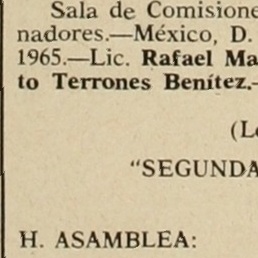 Sala de Comisione
nadores.—México, D.
1965.—Lic. Rafael Ma
to Terrones Benítez.—
(L
"SEGUNDA
H. ASAMBLEA: